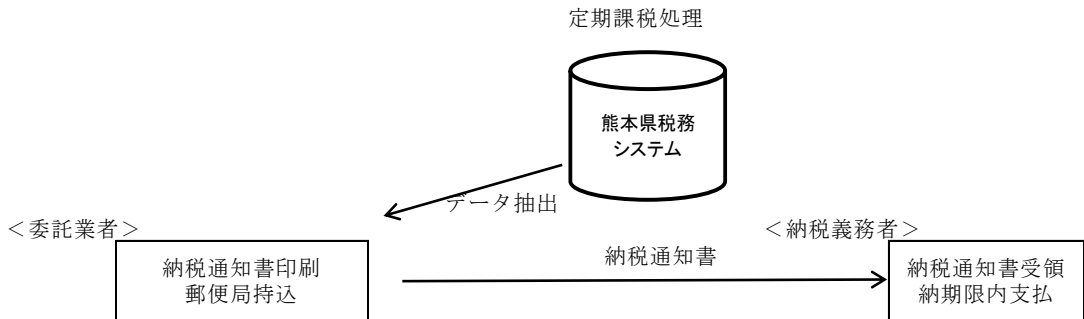 定期課税処理
熊本県税務
システム
データ抽出
＜委託業者＞
＜納税義務者＞
納税通知書印刷
郵便局持込
納税通知書
納税通知書受領
納期限内支払